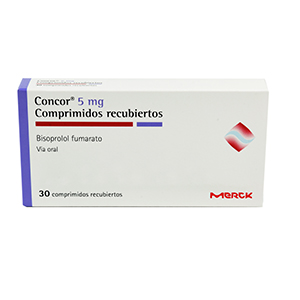 Concor® 5 mg
Comprimidos recubiertos
Bisoprolol fumarato
Vía oral
30 comprimidos recubiertos
MERCK